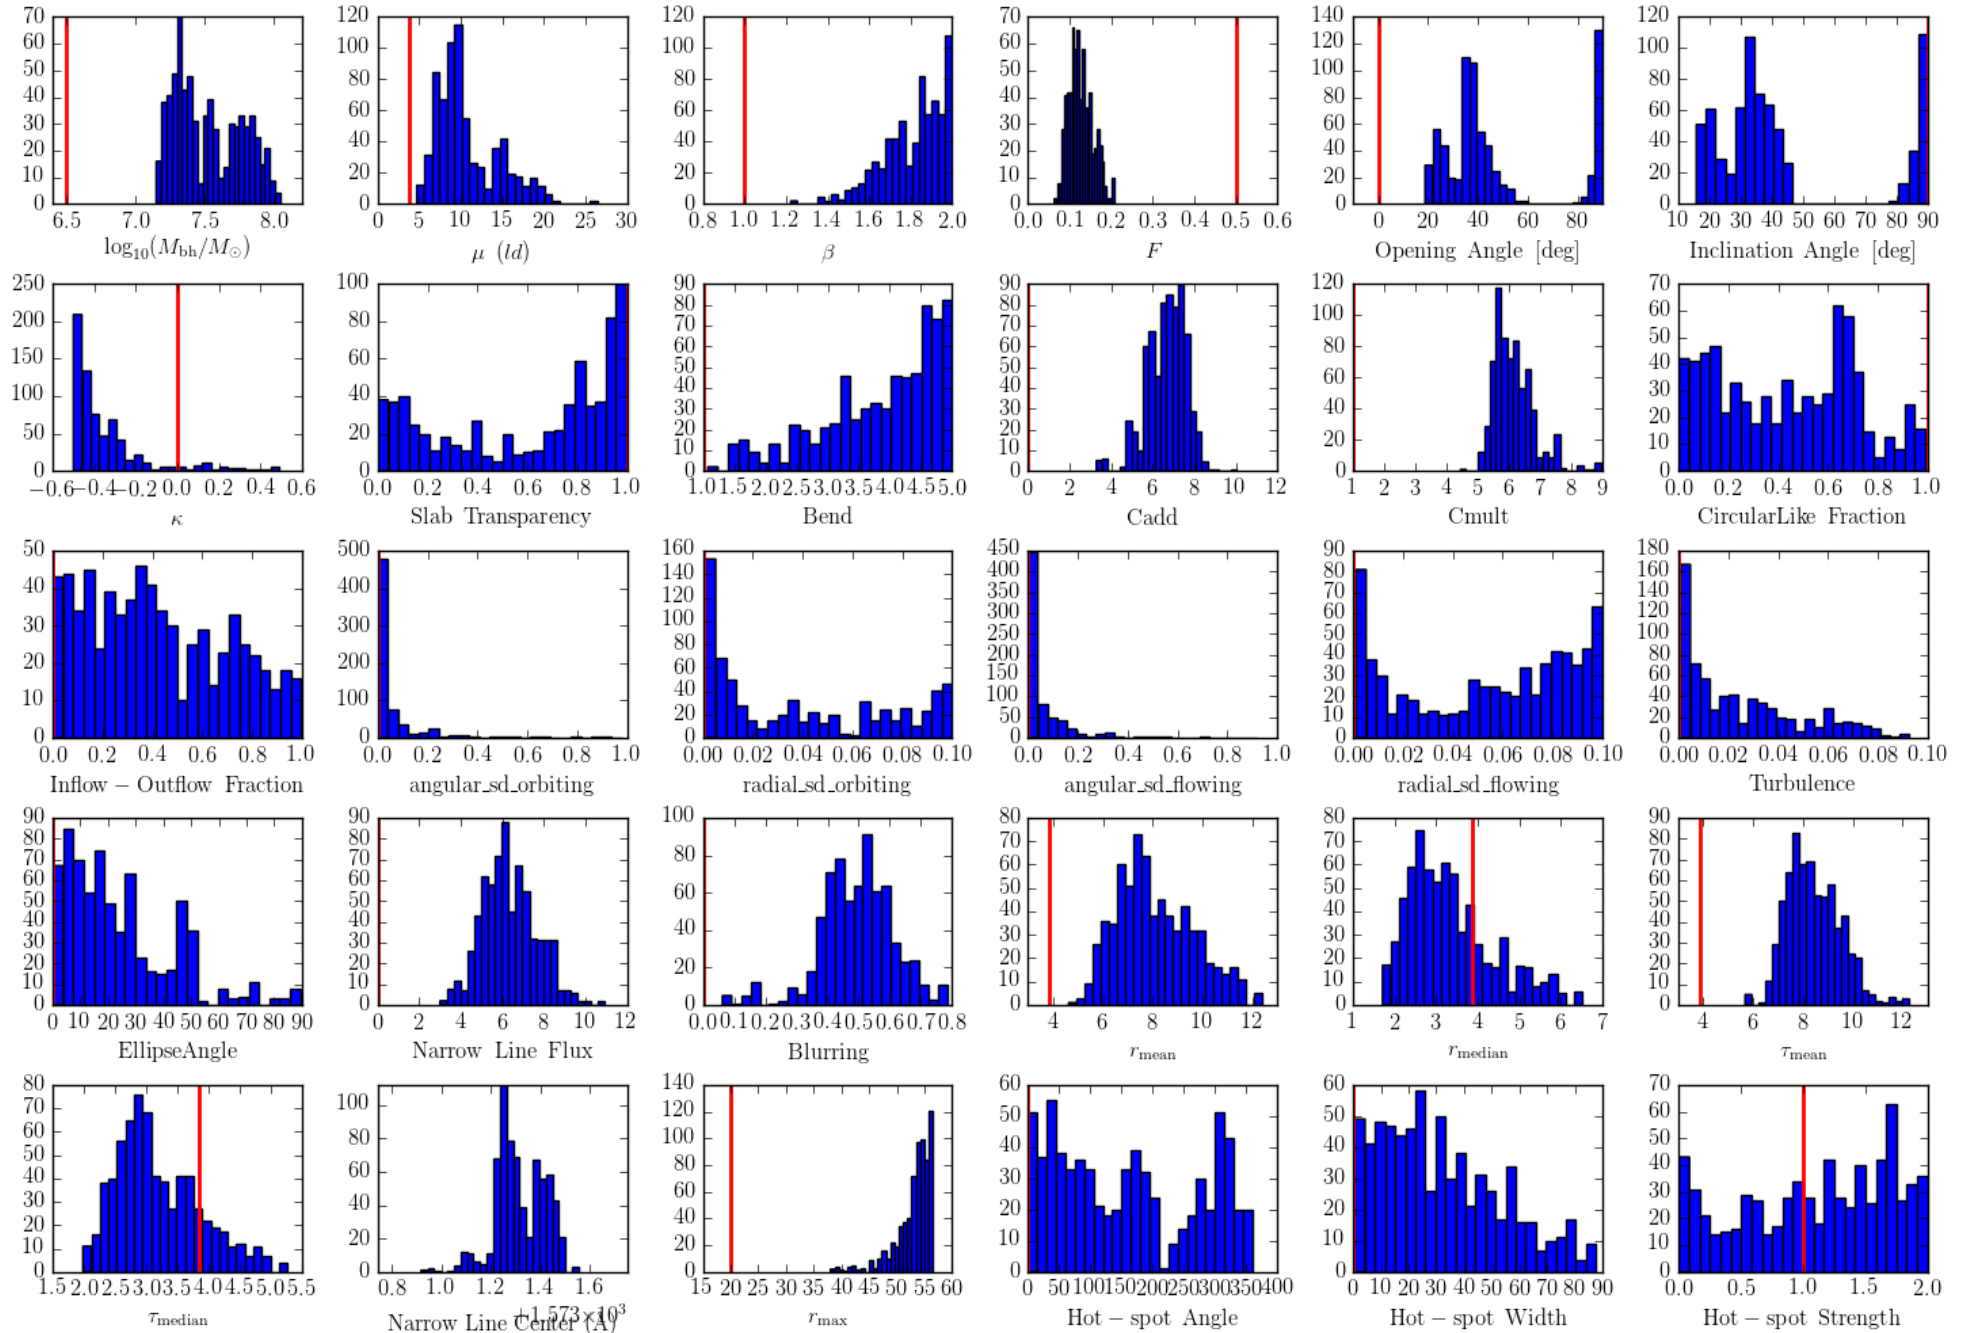 70 60 50 40 30 20 10 0
6.5 7.0 7.5 8.0
log₁₀(M_bh/M_⊙)
120 100 80 60 40 20 0
0 5 10 15 20 25 30
μ (ld)
120 100 80 60 40 20 0
0.8 1.0 1.2 1.4 1.6 1.8 2.0
β
70 60 50 40 30 20 10 0
0.0 0.1 0.2 0.3 0.4 0.5 0.6
F
140 120 100 80 60 40 20 0
0 20 40 60 80
Opening Angle [deg]
120 100 80 60 40 20 0
10 20 30 40 50 60 70 80 90
Inclination Angle [deg]
250 200 150 100 50 0
−0.6 −0.4 −0.2 0.0 0.2 0.4 0.6
κ
100 80 60 40 20 0
0.0 0.2 0.4 0.6 0.8 1.0
Slab Transparency
90 80 70 60 50 40 30 20 10 0
1.0 1.5 2.0 2.5 3.0 3.5 4.0 4.5 5.0
Bend
90 80 70 60 50 40 30 20 10 0
0 2 4 6 8 10 12
Cadd
120 100 80 60 40 20 0
1 2 3 4 5 6 7 8 9
Cmult
70 60 50 40 30 20 10 0
0.0 0.2 0.4 0.6 0.8 1.0
CircularLike Fraction
50 40 30 20 10 0
0.0 0.2 0.4 0.6 0.8 1.0
Inflow − Outflow Fraction
500 400 300 200 100 0
0.0 0.2 0.4 0.6 0.8 1.0
angular_sd_orbiting
160 140 120 100 80 60 40 20 0
0.00 0.02 0.04 0.06 0.08 0.10
radial_sd_orbiting
450 400 350 300 250 200 150 100 50 0
0.0 0.2 0.4 0.6 0.8 1.0
angular_sd_flowing
90 80 70 60 50 40 30 20 10 0
0.00 0.02 0.04 0.06 0.08 0.10
radial_sd_flowing
180 160 140 120 100 80 60 40 20 0
0.00 0.02 0.04 0.06 0.08 0.10
Turbulence
90 80 70 60 50 40 30 20 10 0
0 10 20 30 40 50 60 70 80 90
EllipseAngle
90 80 70 60 50 40 30 20 10 0
0 2 4 6 8 10 12
Narrow Line Flux
100 80 60 40 20 0
0.0 0.1 0.2 0.3 0.4 0.5 0.6 0.7 0.8
Blurring
80 70 60 50 40 30 20 10 0
4 6 8 10 12
r_mean
80 70 60 50 40 30 20 10 0
1 2 3 4 5 6 7
r_median
90 80 70 60 50 40 30 20 10 0
4 6 8 10 12
τ_mean
80 70 60 50 40 30 20 10 0
1.5 2.0 2.5 3.0 3.5 4.0 4.5 5.0 5.5
τ_median
100 80 60 40 20 0
0.8 1.0 1.2 1.4 1.6
+1.573×10³
Narrow Line Center (Å)
140 120 100 80 60 40 20 0
15 20 25 30 35 40 45 50 55 60
r_max
60 50 40 30 20 10 0
0 50 100 150 200 250 300 350 400
Hot − spot Angle
60 50 40 30 20 10 0
0 10 20 30 40 50 60 70 80 90
Hot − spot Width
70 60 50 40 30 20 10 0
0.0 0.5 1.0 1.5 2.0
Hot − spot Strength